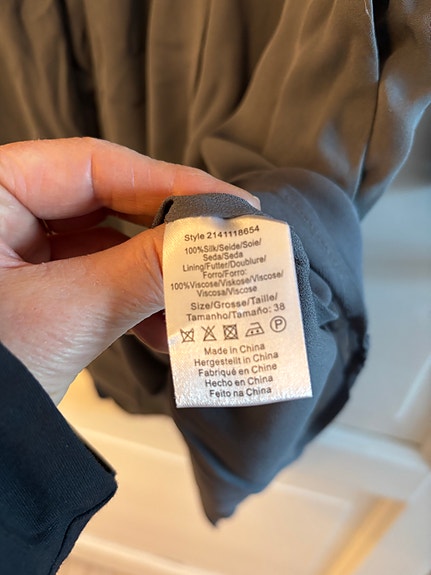 Style 2141118654
100%Silk/Seide/Soie/
Seda/Seda
Lining/Futter/Doublure/
Forro/Forro:
100%Viscose/Viskose/Viscose/
Viscosa/Viscose
Size/Grosse/Taille/
Tamanho/Tamaño: 38
P
Made in China
Hergestellt in China
Fabriqué en Chine
Hecho en China
Feito na China